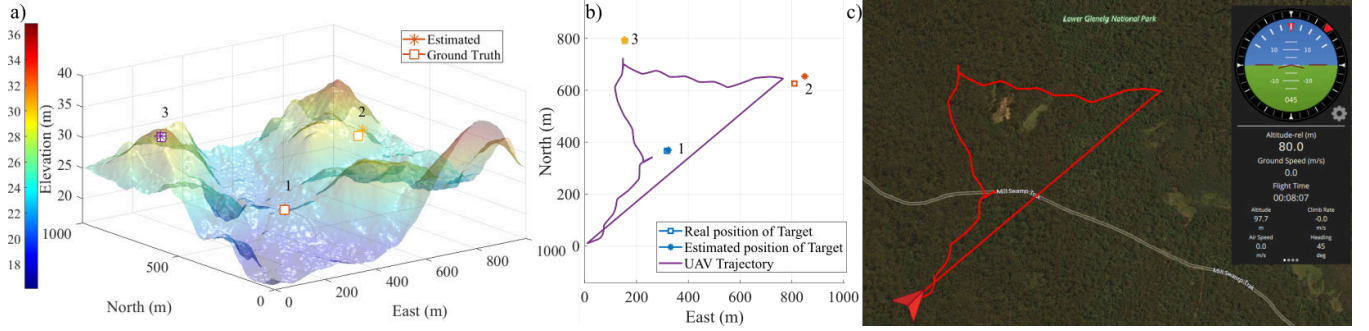 a)
36
34
32
30
28
26
24
22
20
18
Elevation (m)
40
35
30
25
20
1000
500
0
North (m)
0
200
400
600
800
1000
East (m)
3
2
1
Estimated
Ground Truth
b)
800
600
400
200
0
North (m)
0
200
400
600
800
1000
East (m)
3
2
1
Real position of Target
Estimated position of Target
UAV Trajectory
c)
Lower Glenelg National Park
Mill Swamp Trak
Mill Swamp Trak
10
10
-10
-10
045
Altitude-rel (m)
80.0
Ground Speed (m/s)
0.0
Flight Time
00:08:07
Altitude
Climb Rate
97.7
-0.0
m
m/s
Air Speed
Heading
0.0
45
m/s
deg